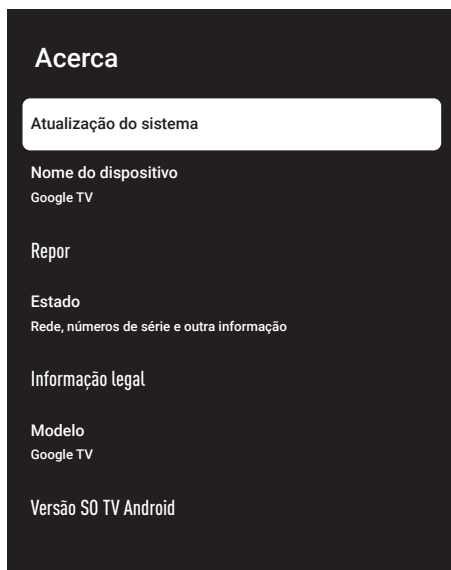 Acerca
Atualização do sistema
Nome do dispositivo
Google TV
Repor
Estado
Rede, números de série e outra informação
Informação legal
Modelo
Google TV
Versão SO TV Android